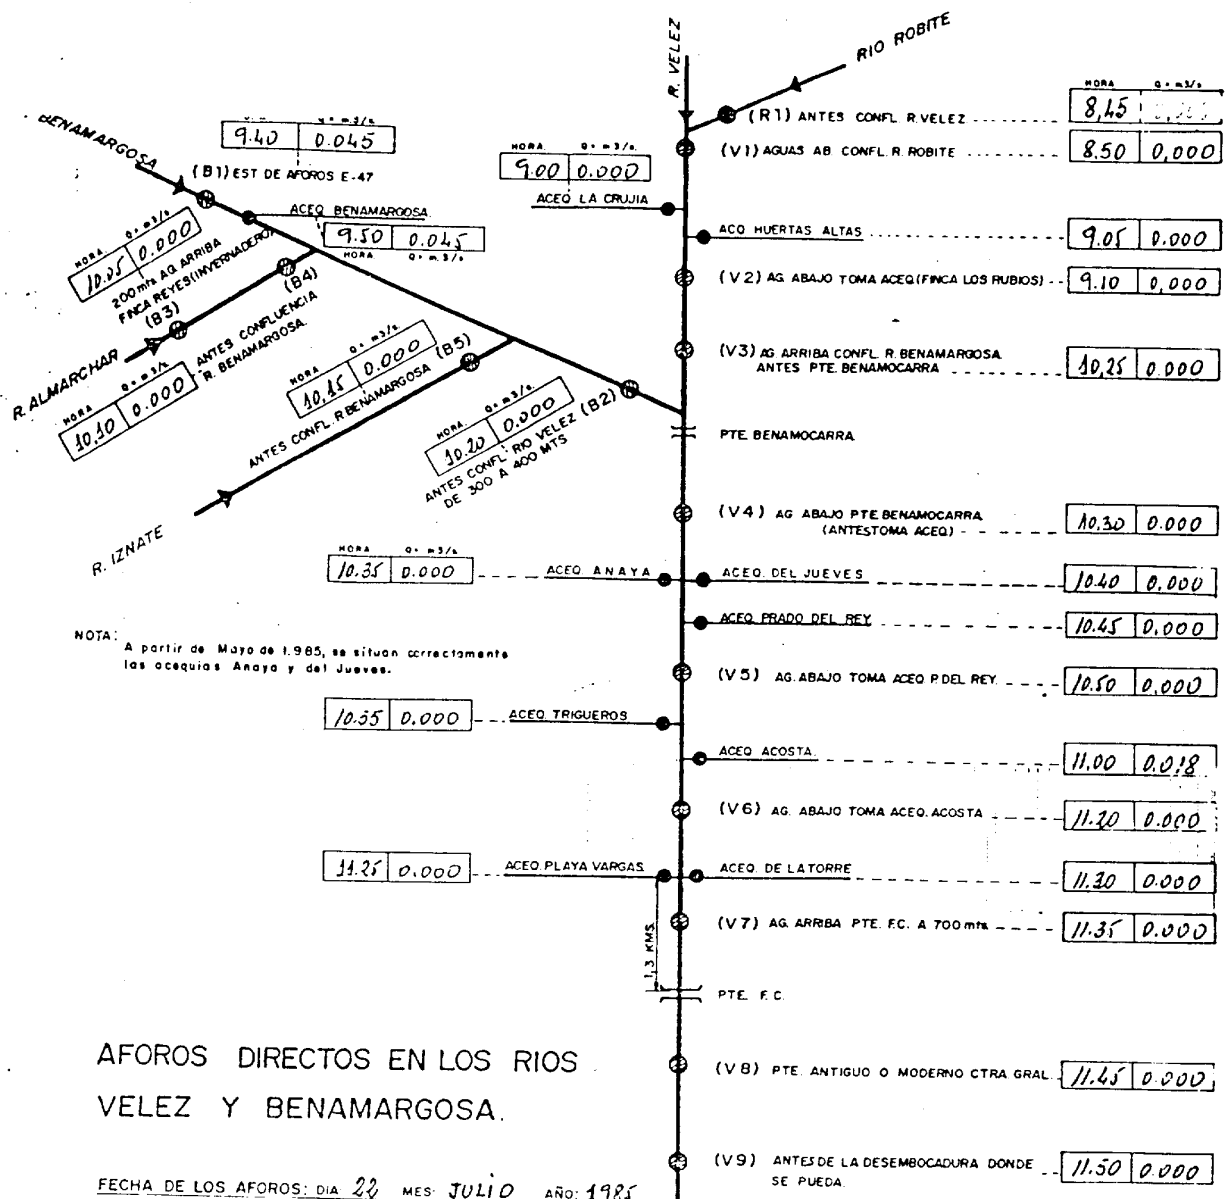 R. VELEZ
RIO ROBITE
HORA Q = m3/s
(R1) ANTES CONFL. R. VELEZ 8,45
(V1) AGUAS AB. CONFL. R. ROBITE 8.50 0,000
HORA Q = m3/s.
9.00 0.000
ACEQ. LA CRUJIA
ACQ. HUERTAS ALTAS 9.05 0.000
(V2) AG. ABAJO TOMA ACEQ.(FINCA LOS RUBIOS) 9.10 0,000
(V3) AG. ARRIBA CONFL. R. BENAMARGOSA
ANTES PTE. BENAMOCARRA 10,25 0.000
PTE. BENAMOCARRA
(V4) AG. ABAJO PTE. BENAMOCARRA
(ANTES TOMA ACEQ.) 10,30 0.000
HORA Q = m3/s
10.35 0.000 ACEQ. ANAYA
ACEQ. DEL JUEVES 10.40 0,000
ACEQ. PRADO DEL REY 10.45 0.000
(V5) AG. ABAJO TOMA ACEQ. P. DEL REY. 10.50 0,000
10.55 0.000 ACEQ. TRIGUEROS
ACEQ. ACOSTA 11.00 0.018
(V6) AG. ABAJO TOMA ACEQ. ACOSTA 11.20 0.000
11.25 0.000 ACEQ. PLAYA VARGAS
ACEQ. DE LA TORRE 11.30 0.000
(V7) AG. ARRIBA PTE. F.C. A 700 mts 11.35 0.000
1,3 KMS.
PTE. F.C.
(V8) PTE. ANTIGUO O MODERNO CTRA. GRAL. 11.45 0.000
(V9) ANTES DE LA DESEMBOCADURA DONDE
SE PUEDA. 11.50 0.000
BENAMARGOSA
9.40 0.045
(B1) EST. DE AFOROS E-47
ACEQ. BENAMARGOSA
9.50 0.045
HORA Q = m3/s.
HORA Q = m3/s
10.05 0.000
200 mts AG. ARRIBA
FINCA REYES (INVERNADERO)
(B3)
(B4)
R. ALMARCHAR
HORA Q = m3/s
10.10 0.000
ANTES CONFLUENCIA
R. BENAMARGOSA.
HORA Q = m3/s.
10,15 0.000
ANTES CONFL. R. BENAMARGOSA (B5)
R. IZNATE
HORA. Q = m3/s.
10.20 0.000
ANTES CONFL. RIO VELEZ (B2)
DE 300 A 400 MTS
NOTA:
A partir de Mayo de 1.985, se situan correctamente
las acequias Anaya y del Jueves.
AFOROS DIRECTOS EN LOS RIOS
VELEZ Y BENAMARGOSA.
FECHA DE LOS AFOROS: DIA 22 MES: JULIO AÑO: 1985